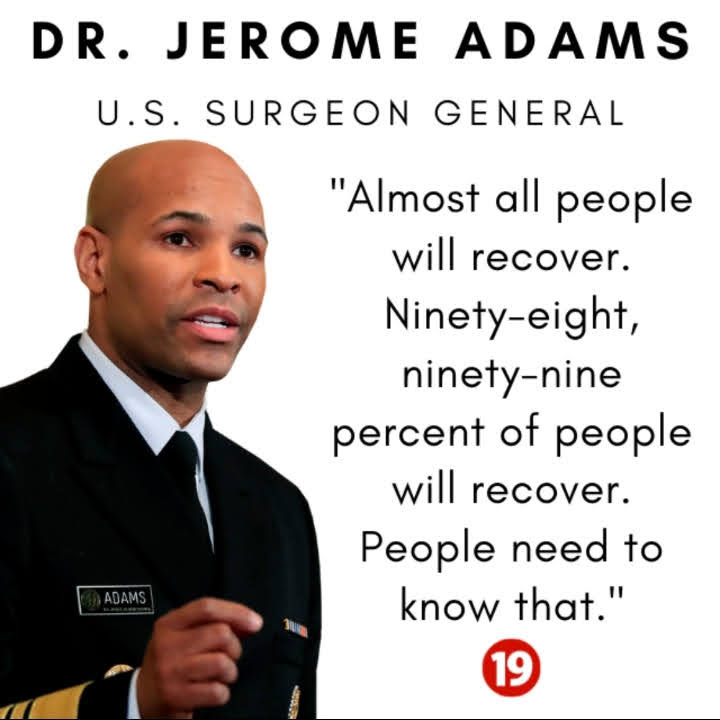 DR. JEROME ADAMS
U.S. SURGEON GENERAL
"Almost all people
will recover.
Ninety-eight,
ninety-nine
percent of people
will recover.
People need to
know that."
19
ADAMS